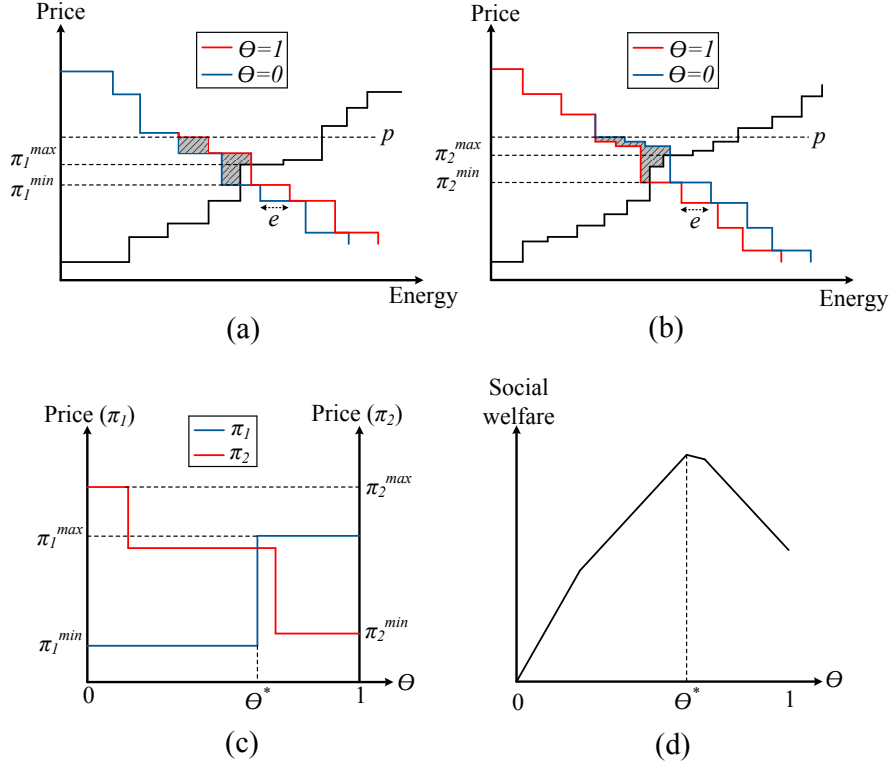 Price
ϴ=1
ϴ=0
p
π₁ᵐᵃˣ
π₁ᵐⁱⁿ
e
Energy
(a)
Price
ϴ=1
ϴ=0
p
π₂ᵐᵃˣ
π₂ᵐⁱⁿ
e
Energy
(b)
Price (π₁)
Price (π₂)
π₁
π₂
π₂ᵐᵃˣ
π₁ᵐᵃˣ
π₁ᵐⁱⁿ
π₂ᵐⁱⁿ
0
ϴ*
1
ϴ
(c)
Social
welfare
0
ϴ*
1
ϴ
(d)